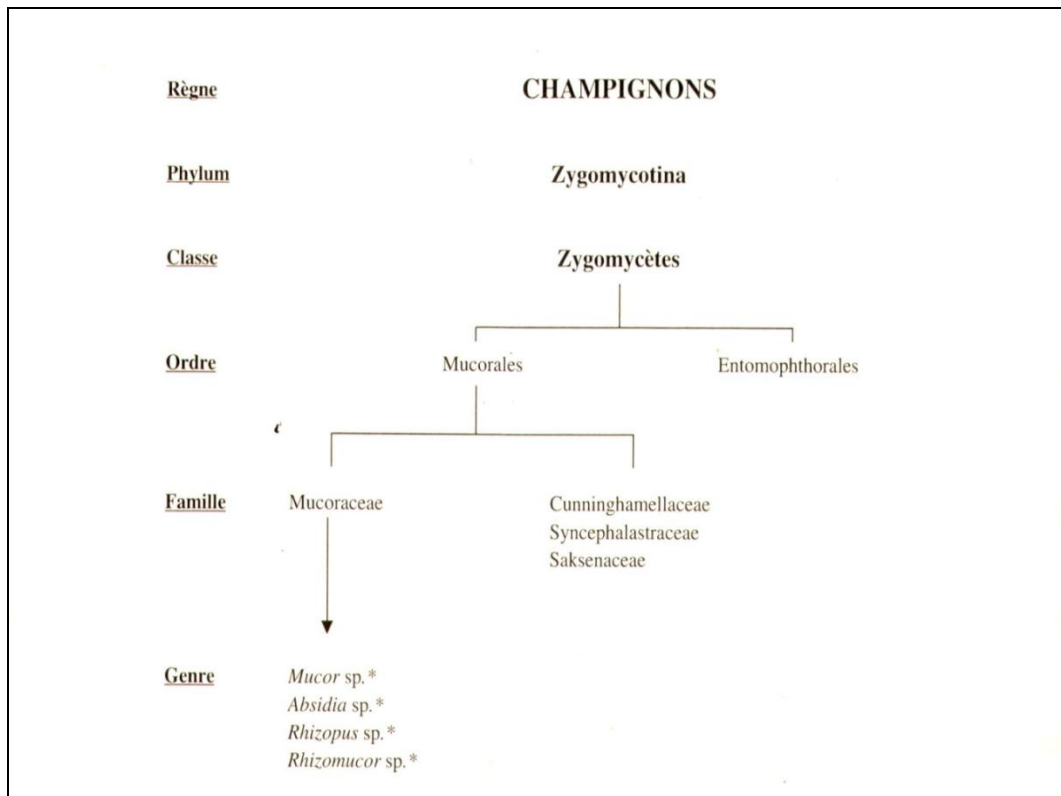 Règne CHAMPIGNONS
Phylum Zygomycotina
Classe Zygomycètes
Ordre Mucorales Entomophthorales
Famille Mucoraceae Cunninghamellaceae
Syncephalastraceae
Saksenaceae
Genre Mucor sp.*
Absidia sp.*
Rhizopus sp.*
Rhizomucor sp.*